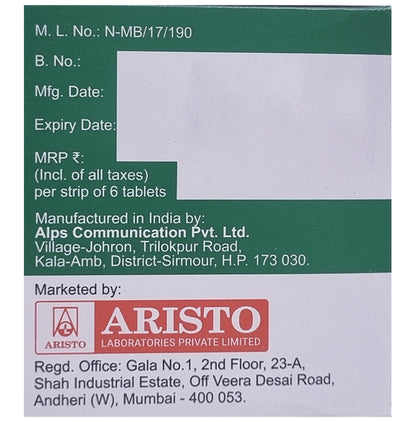 M. L. No.: N-MB/17/190
B. No.:
Mfg. Date:
Expiry Date:
MRP ₹:
(Incl. of all taxes)
per strip of 6 tablets
Manufactured in India by:
Alps Communication Pvt. Ltd.
Village-Johron, Trilokpur Road,
Kala-Amb, District-Sirmour, H.P. 173 030.
Marketed by:
ARISTO
ARISTO
LABORATORIES PRIVATE LIMITED
Regd. Office: Gala No.1, 2nd Floor, 23-A,
Shah Industrial Estate, Off Veera Desai Road,
Andheri (W), Mumbai - 400 053.